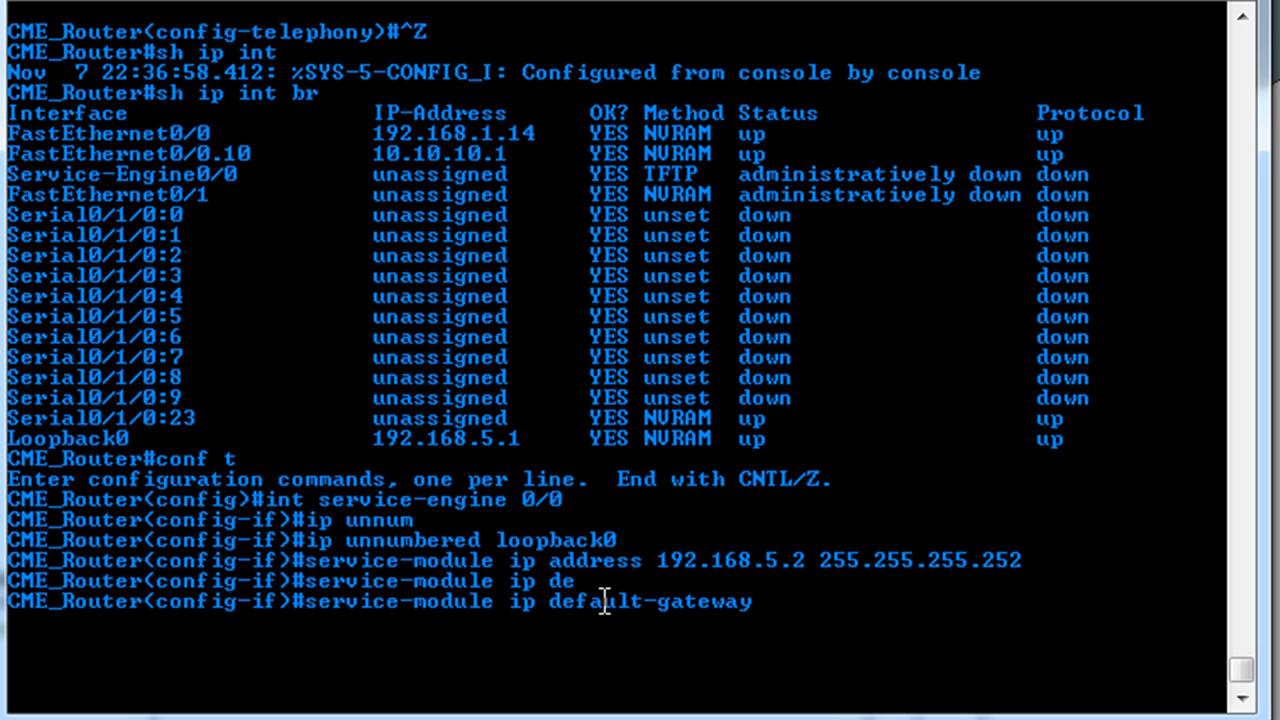 CME_Router(config-telephony)#^Z
CME_Router#sh ip int
Nov  7 22:36:58.412: %SYS-5-CONFIG_I: Configured from console by console
CME_Router#sh ip int br
Interface IP-Address OK? Method Status Protocol
FastEthernet0/0 192.168.1.14 YES NVRAM up up
FastEthernet0/0.10 10.10.10.1 YES NVRAM up up
Service-Engine0/0 unassigned YES TFTP administratively down down
FastEthernet0/1 unassigned YES NVRAM administratively down down
Serial0/1/0:0 unassigned YES unset down down
Serial0/1/0:1 unassigned YES unset down down
Serial0/1/0:2 unassigned YES unset down down
Serial0/1/0:3 unassigned YES unset down down
Serial0/1/0:4 unassigned YES unset down down
Serial0/1/0:5 unassigned YES unset down down
Serial0/1/0:6 unassigned YES unset down down
Serial0/1/0:7 unassigned YES unset down down
Serial0/1/0:8 unassigned YES unset down down
Serial0/1/0:9 unassigned YES unset down down
Serial0/1/0:23 unassigned YES NVRAM up up
Loopback0 192.168.5.1 YES NVRAM up up
CME_Router#conf t
Enter configuration commands, one per line.  End with CNTL/Z.
CME_Router(config)#int service-engine 0/0
CME_Router(config-if)#ip unnum
CME_Router(config-if)#ip unnumbered loopback0
CME_Router(config-if)#service-module ip address 192.168.5.2 255.255.255.252
CME_Router(config-if)#service-module ip de
CME_Router(config-if)#service-module ip default-gateway